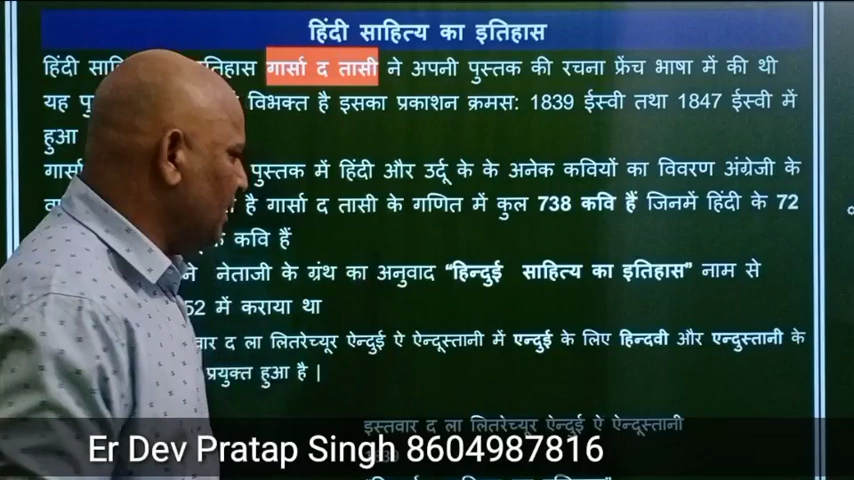 हिंदी साहित्य का इतिहास
हिंदी साहि तिहास गार्सा द तासी ने अपनी पुस्तक की रचना फ्रेंच भाषा में की थी
यह पु विभक्त है इसका प्रकाशन क्रमस: 1839 ईस्वी तथा 1847 ईस्वी में
हुआ
गार्सा पुस्तक में हिंदी और उर्दू के के अनेक कवियों का विवरण अंग्रेजी के
है गार्सा द तासी के गणित में कुल 738 कवि हैं जिनमें हिंदी के 72
कवि हैं
ने नेताजी के ग्रंथ का अनुवाद “हिन्दुई साहित्य का इतिहास” नाम से
52 में कराया था
वार द ला लितरेच्यूर ऐन्दुई ऐ ऐन्दूस्तानी में एन्दुई के लिए हिन्दवी और एन्दुस्तानी के
प्रयुक्त हुआ है |
इस्तवार द ला लितरेच्यूर ऐन्दुई ऐ ऐन्दूस्तानी
Er Dev Pratap Singh 8604987816